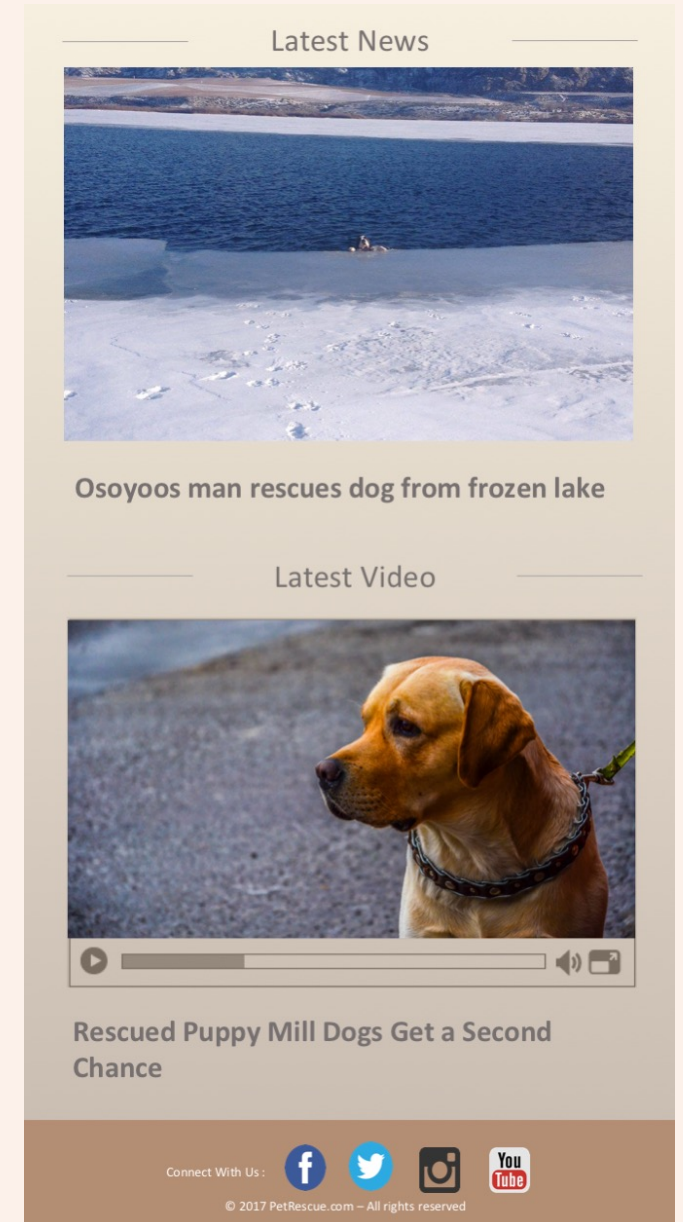 Latest News
Osoyoos man rescues dog from frozen lake
Latest Video
Rescued Puppy Mill Dogs Get a Second
Chance
Connect With Us :
You
Tube
© 2017 PetRescue.com – All rights reserved